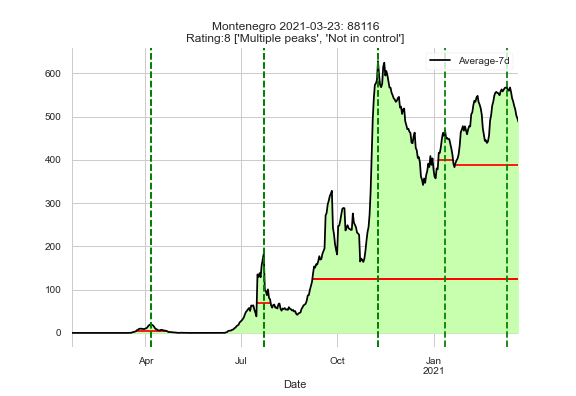 Montenegro 2021-03-23: 88116
Rating:8 ['Multiple peaks', 'Not in control']
Average-7d
600
500
400
300
200
100
0
Apr
Jul
Oct
Jan
2021
Date